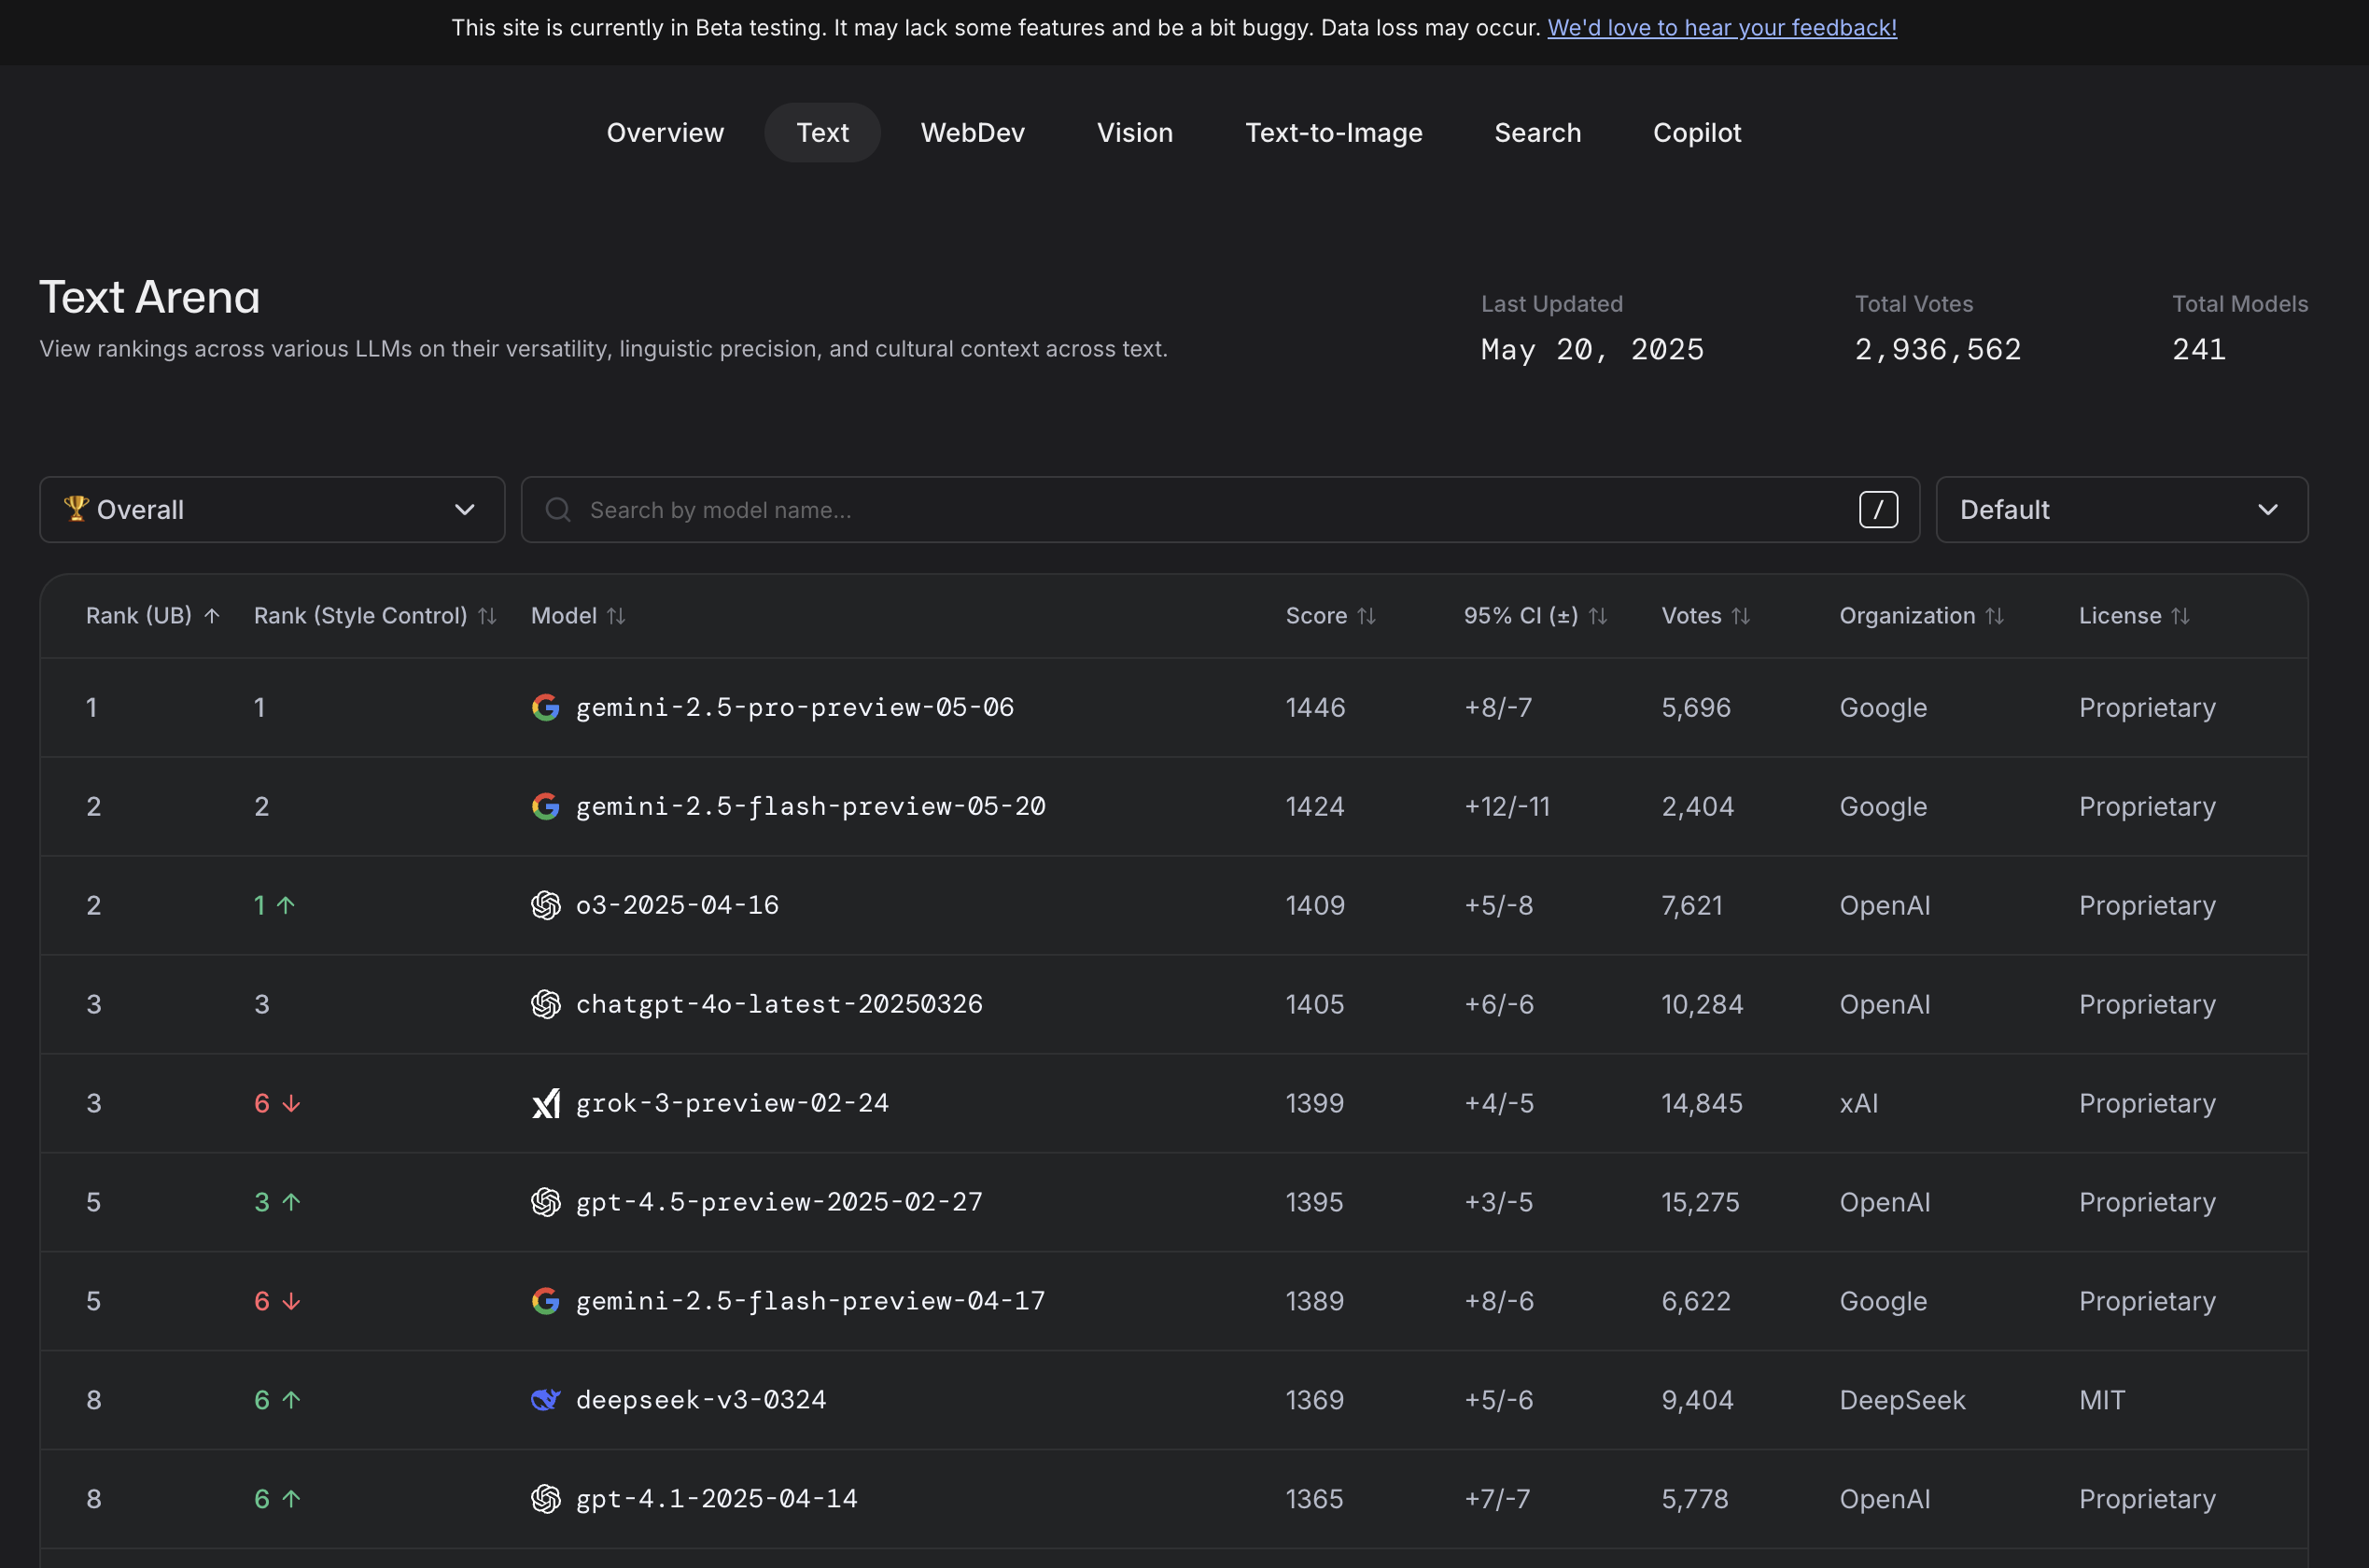 This site is currently in Beta testing. It may lack some features and be a bit buggy. Data loss may occur. We'd love to hear your feedback!
Overview Text WebDev Vision Text-to-Image Search Copilot
Text Arena
View rankings across various LLMs on their versatility, linguistic precision, and cultural context across text.
Last Updated Total Votes Total Models
May 20, 2025 2,936,562 241
🏆 Overall Search by model name... / Default
Rank (UB) ↑ Rank (Style Control) ↑↓ Model ↑↓ Score ↑↓ 95% CI (±) ↑↓ Votes ↑↓ Organization ↑↓ License ↑↓
1 1 gemini-2.5-pro-preview-05-06 1446 +8/-7 5,696 Google Proprietary
2 2 gemini-2.5-flash-preview-05-20 1424 +12/-11 2,404 Google Proprietary
2 1 ↑ o3-2025-04-16 1409 +5/-8 7,621 OpenAI Proprietary
3 3 chatgpt-4o-latest-20250326 1405 +6/-6 10,284 OpenAI Proprietary
3 6 ↓ grok-3-preview-02-24 1399 +4/-5 14,845 xAI Proprietary
5 3 ↑ gpt-4.5-preview-2025-02-27 1395 +3/-5 15,275 OpenAI Proprietary
5 6 ↓ gemini-2.5-flash-preview-04-17 1389 +8/-6 6,622 Google Proprietary
8 6 ↑ deepseek-v3-0324 1369 +5/-6 9,404 DeepSeek MIT
8 6 ↑ gpt-4.1-2025-04-14 1365 +7/-7 5,778 OpenAI Proprietary